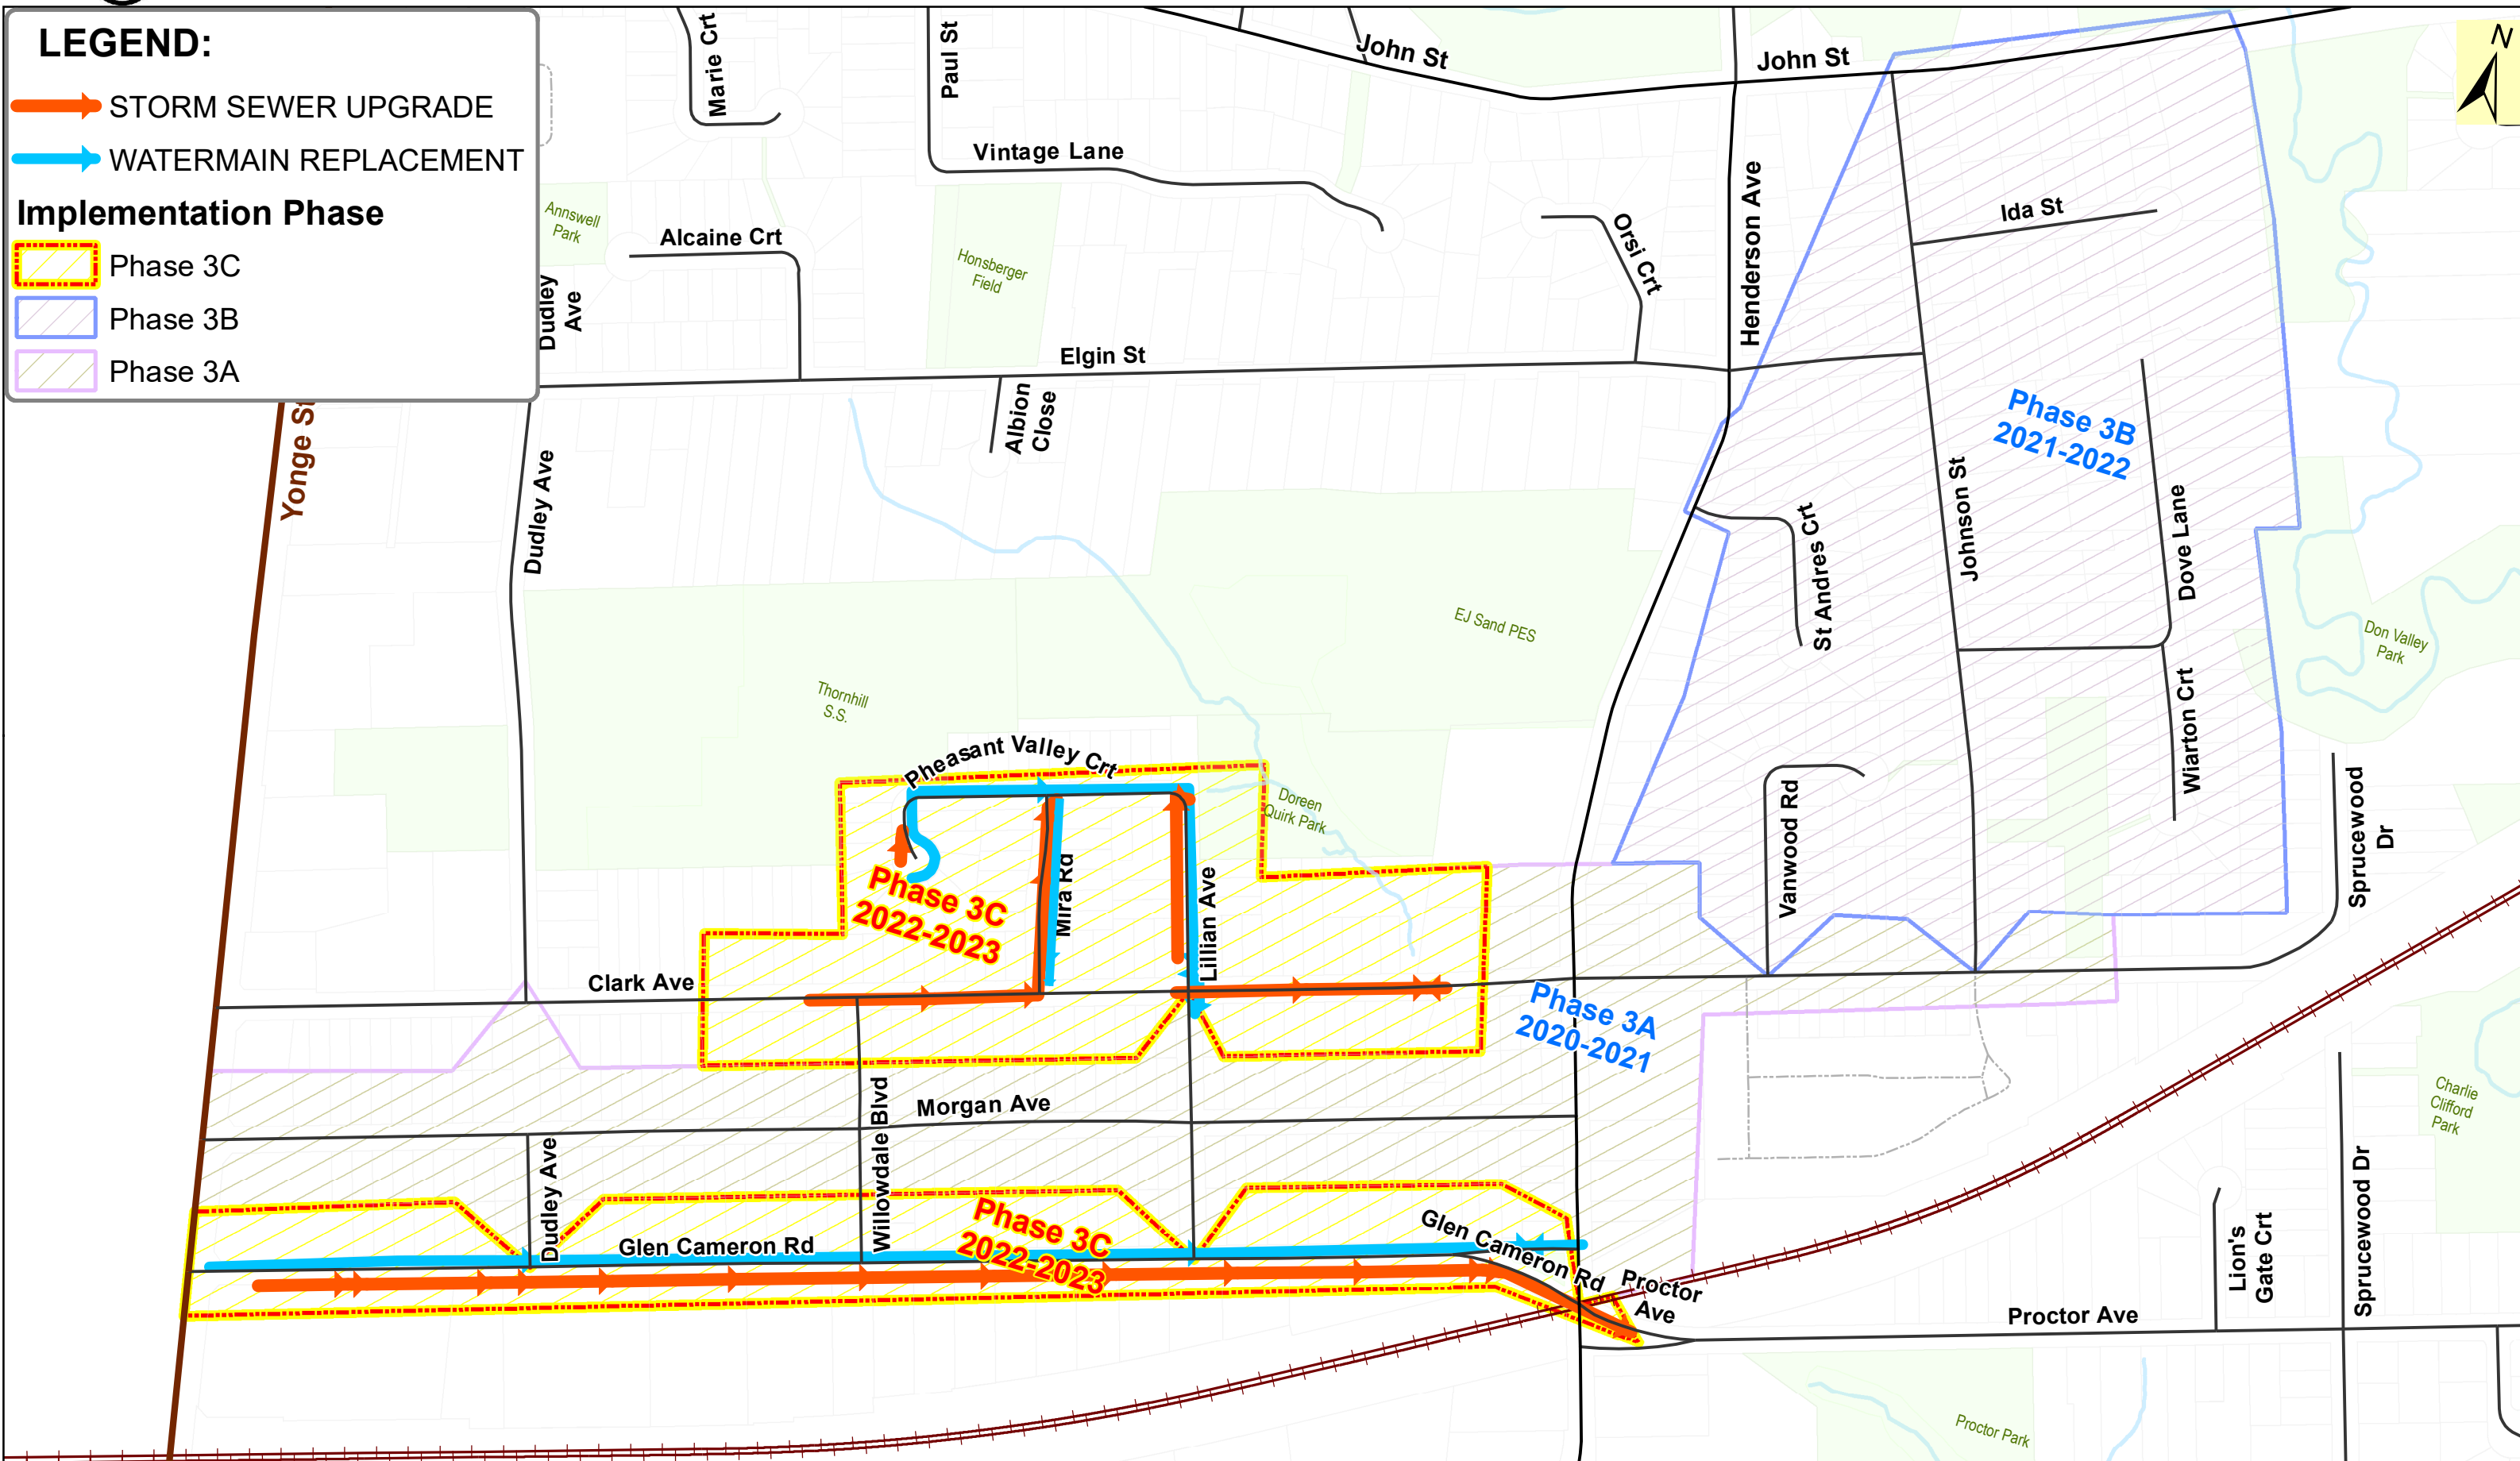 LEGEND:
STORM SEWER UPGRADE
WATERMAIN REPLACEMENT
Implementation Phase
Phase 3C
Phase 3B
Phase 3A
Marie Crt
Paul St
John St
John St
N
Vintage Lane
Annswell
Park
Alcaine Crt
Dudley
Ave
Honsberger
Field
Orsi Crt
Henderson Ave
Ida St
Elgin St
Albion
Close
Yonge St
Dudley Ave
Phase 3B
2021-2022
Johnson St
St Andres Crt
Dove Lane
EJ Sand PES
Don Valley
Park
Thornhill
S.S.
Wiarton Crt
Pheasant Valley Crt
Doreen
Quirk Park
Vanwood Rd
Sprucewood
Dr
Mira Rd
Lillian Ave
Phase 3C
2022-2023
Clark Ave
Phase 3A
2020-2021
Morgan Ave
Willowdale Blvd
Charlie
Clifford
Park
Dudley Ave
Glen Cameron Rd
Phase 3C
2022-2023
Glen Cameron Rd
Proctor
Ave
Proctor Ave
Lion's
Gate Crt
Sprucewood Dr
Proctor Park